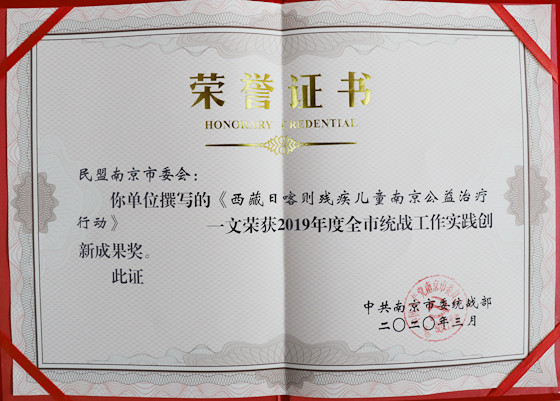 荣誉证书
HONORARY CREDENTIAL
民盟南京市委会：
你单位撰写的《西藏日喀则残疾儿童南京公益治疗
行动》 一文荣获2019年度全市统战工作实践创
新成果奖。
此证
中共南京市委统战部
二〇二〇年三月